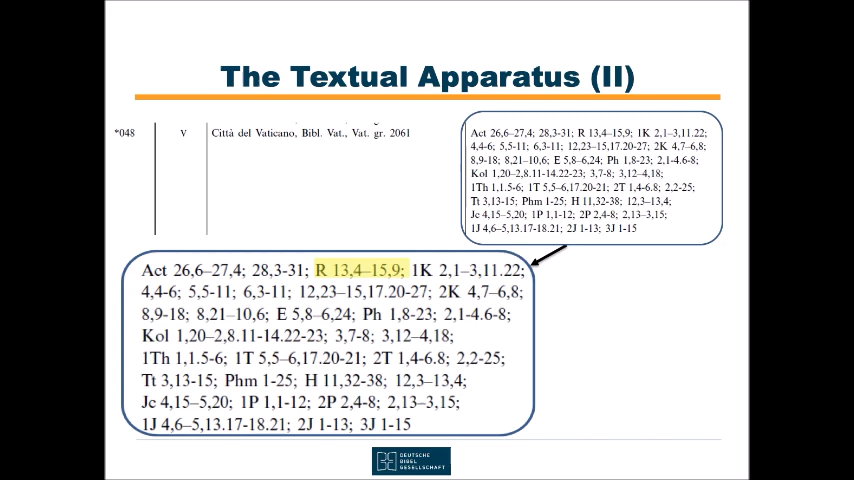 The Textual Apparatus (II)
*048
V
Città del Vaticano, Bibl. Vat., Vat. gr. 2061
Act 26,6–27,4; 28,3-31; R 13,4–15,9; 1K 2,1–3,11.22;
4,4-6; 5,5-11; 6,3-11; 12,23–15,17.20-27; 2K 4,7–6,8;
8,9-18; 8,21–10,6; E 5,8–6,24; Ph 1,8-23; 2,1-4.6-8;
Kol 1,20–2,8.11-14.22-23; 3,7-8; 3,12–4,18;
1Th 1,1.5-6; 1T 5,5–6,17.20-21; 2T 1,4-6.8; 2,2-25;
Tt 3,13-15; Phm 1-25; H 11,32-38; 12,3–13,4;
Jc 4,15–5,20; 1P 1,1-12; 2P 2,4-8; 2,13–3,15;
1J 4,6–5,13.17-18.21; 2J 1-13; 3J 1-15
Act 26,6–27,4; 28,3-31; R 13,4–15,9; 1K 2,1–3,11.22;
4,4-6; 5,5-11; 6,3-11; 12,23–15,17.20-27; 2K 4,7–6,8;
8,9-18; 8,21–10,6; E 5,8–6,24; Ph 1,8-23; 2,1-4.6-8;
Kol 1,20–2,8.11-14.22-23; 3,7-8; 3,12–4,18;
1Th 1,1.5-6; 1T 5,5–6,17.20-21; 2T 1,4-6.8; 2,2-25;
Tt 3,13-15; Phm 1-25; H 11,32-38; 12,3–13,4;
Jc 4,15–5,20; 1P 1,1-12; 2P 2,4-8; 2,13–3,15;
1J 4,6–5,13.17-18.21; 2J 1-13; 3J 1-15
DEUTSCHE
BIBEL
GESELLSCHAFT